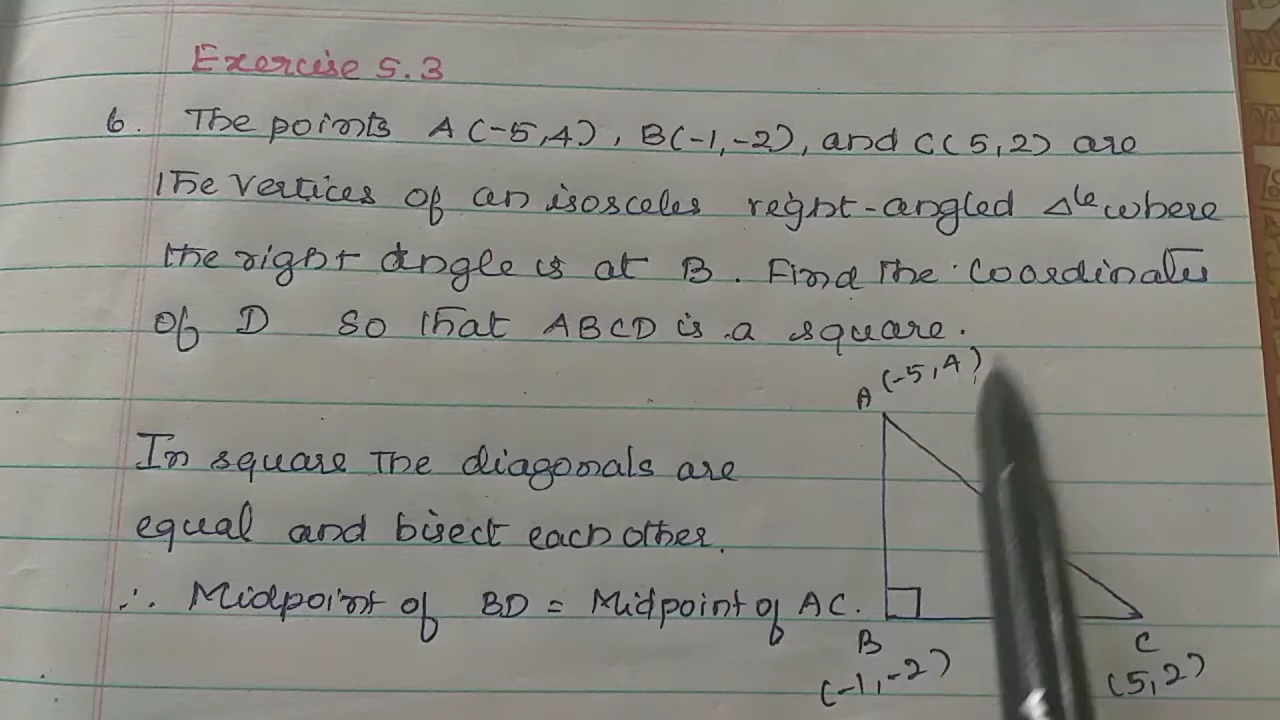 Exercise 5.3
6. The points A(-5,4), B(-1,-2), and C(5,2) are
the vertices of an isosceles right-angled Δle where
the right angle is at B. Find the coordinates
of D so that ABCD is a square.
A (-5,4)
In square the diagonals are
equal and bisect each other.
∴ Midpoint of BD = Midpoint of AC.
B
(-1,-2)
C
(5,2)